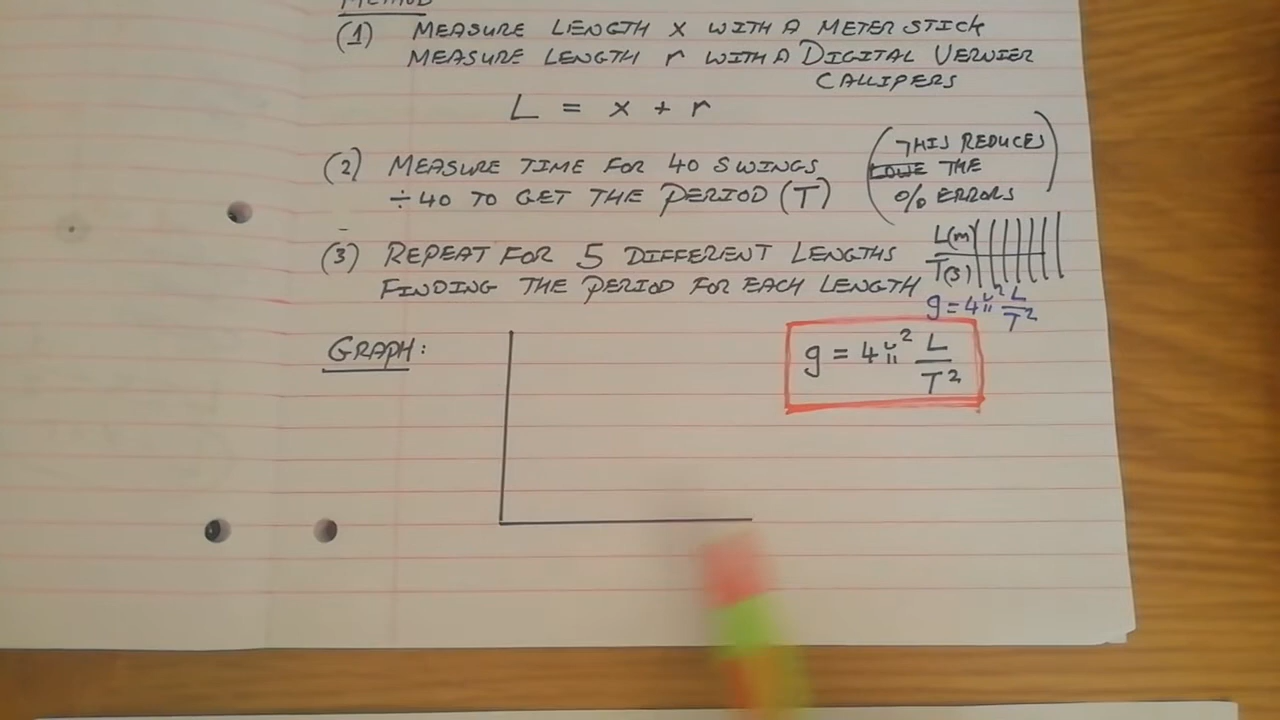 METHOD
(1) MEASURE LENGTH x WITH A METER STICK
MEASURE LENGTH r WITH A DIGITAL VERNIER
CALLIPERS
L = x + r
(2) MEASURE TIME FOR 40 SWINGS
÷ 40 TO GET THE PERIOD (T)
(THIS REDUCES
THE
% ERRORS)
(3) REPEAT FOR 5 DIFFERENT LENGTHS
FINDING THE PERIOD FOR EACH LENGTH
L(m)
T(s)
g = 4π² L/T²
GRAPH:
g = 4π² L/T²